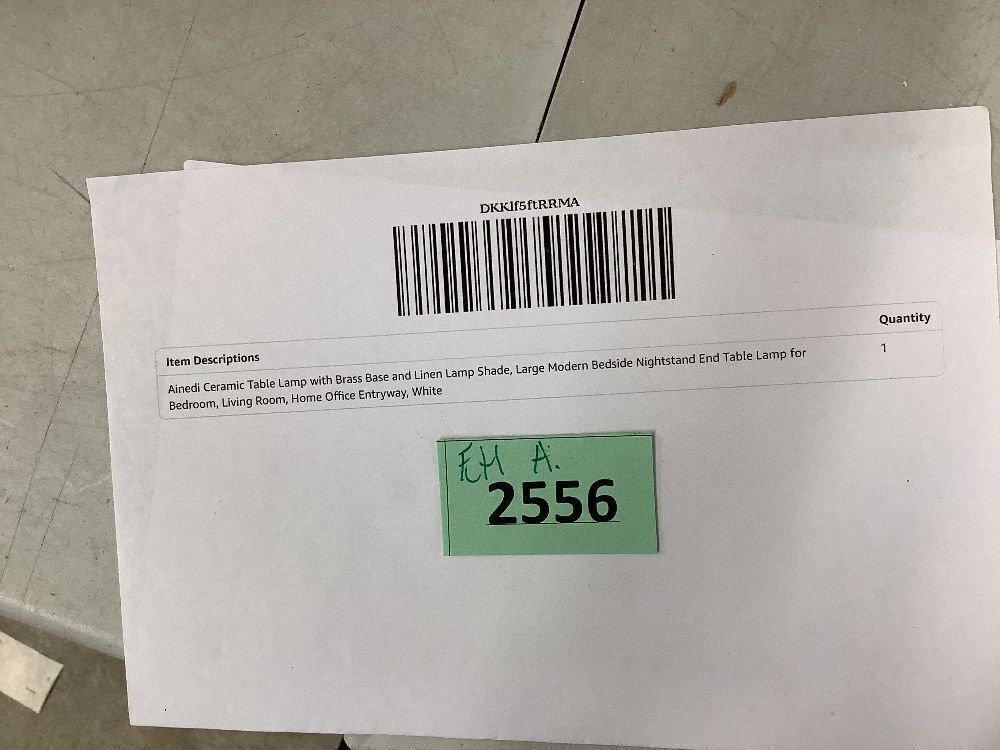 DKKlf5ftRRMA
Item Descriptions
Quantity
Ainedi Ceramic Table Lamp with Brass Base and Linen Lamp Shade, Large Modern Bedside Nightstand End Table Lamp for
1
Bedroom, Living Room, Home Office Entryway, White
EH A.
2556